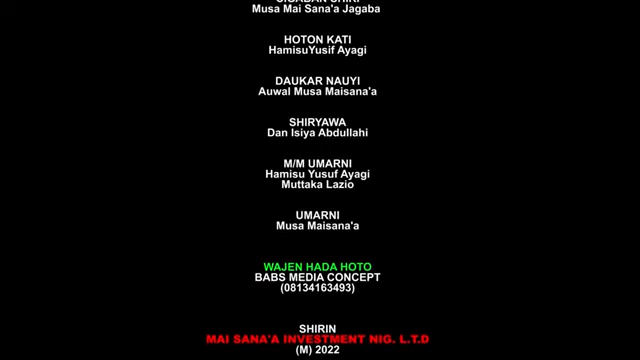 Musa Mai Sana'a Jagaba
HOTON KATI
HamisuYusif Ayagi
DAUKAR NAUYI
Auwal Musa Maisana'a
SHIRYAWA
Dan Isiya Abdullahi
M/M UMARNI
Hamisu Yusuf Ayagi
Muttaka Lazio
UMARNI
Musa Maisana'a
WAJEN HADA HOTO
BABS MEDIA CONCEPT
(08134163493)
SHIRIN
MAI SANA'A INVESTMENT NIG. L.T.D
(M) 2022